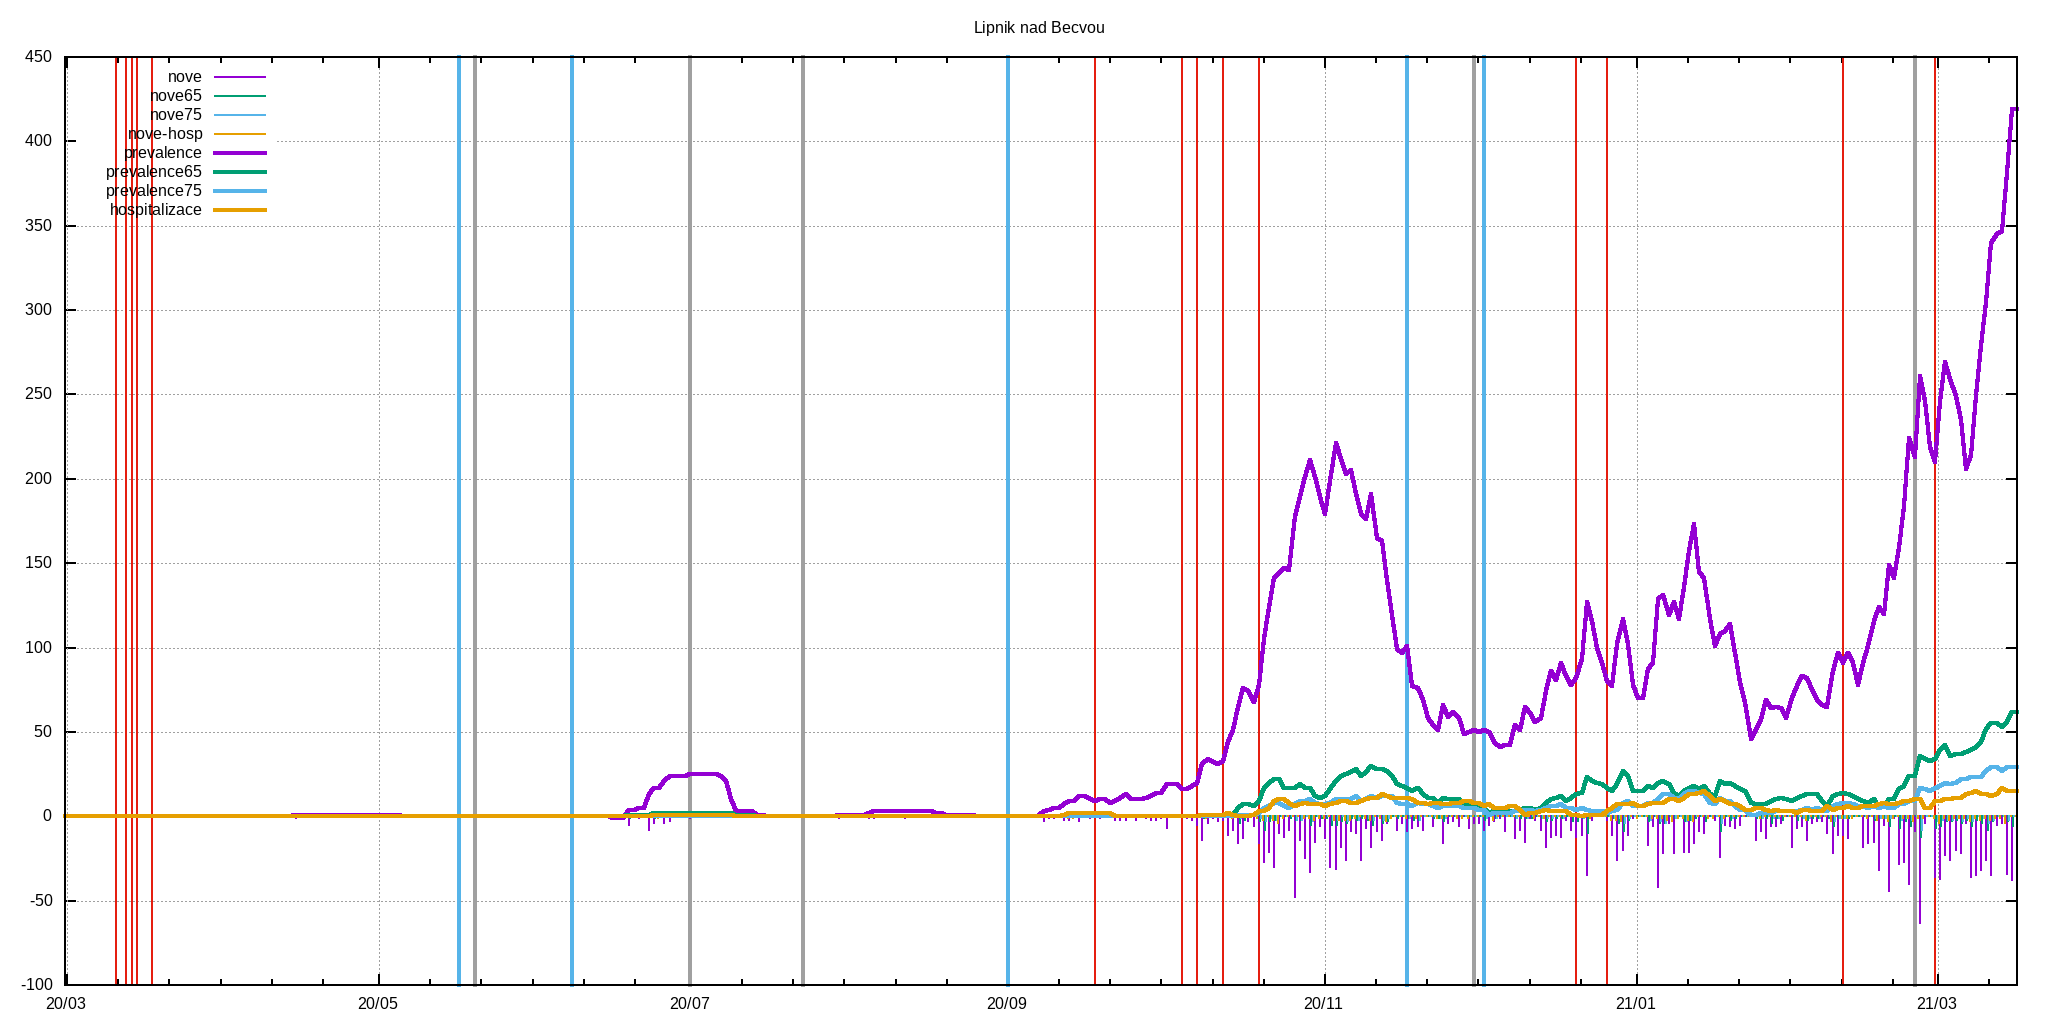 Lipnik nad Becvou
450
400
350
300
250
200
150
100
50
0
-50
-100
nove
nove65
nove75
nove-hosp
prevalence
prevalence65
prevalence75
hospitalizace
20/03 20/05 20/07 20/09 20/11 21/01 21/03